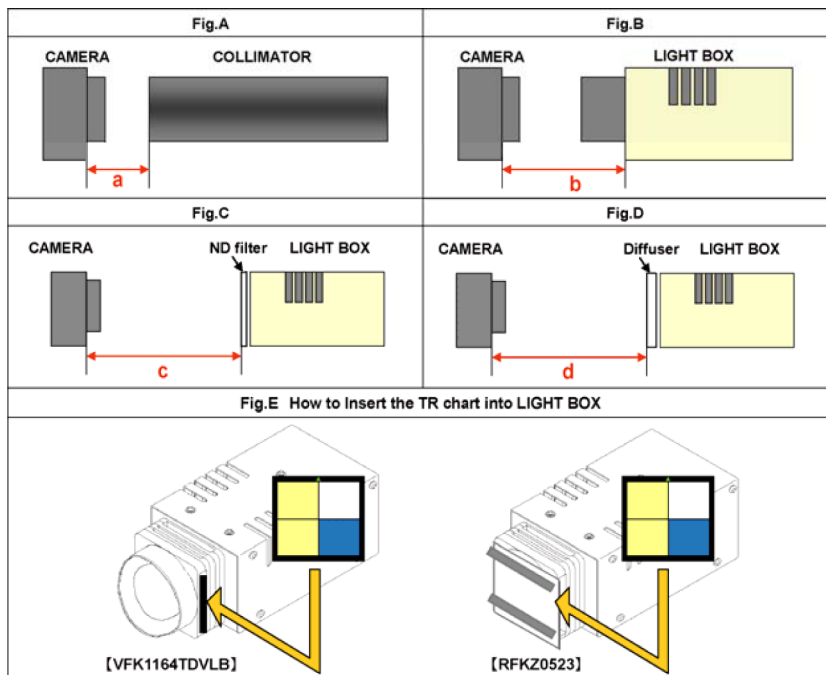 Fig.A
CAMERA
COLLIMATOR
a
Fig.B
CAMERA
LIGHT BOX
b
Fig.C
CAMERA
ND filter
LIGHT BOX
c
Fig.D
CAMERA
Diffuser
LIGHT BOX
d
Fig.E How to Insert the TR chart into LIGHT BOX
【VFK1164TDVLB】
【RFKZ0523】